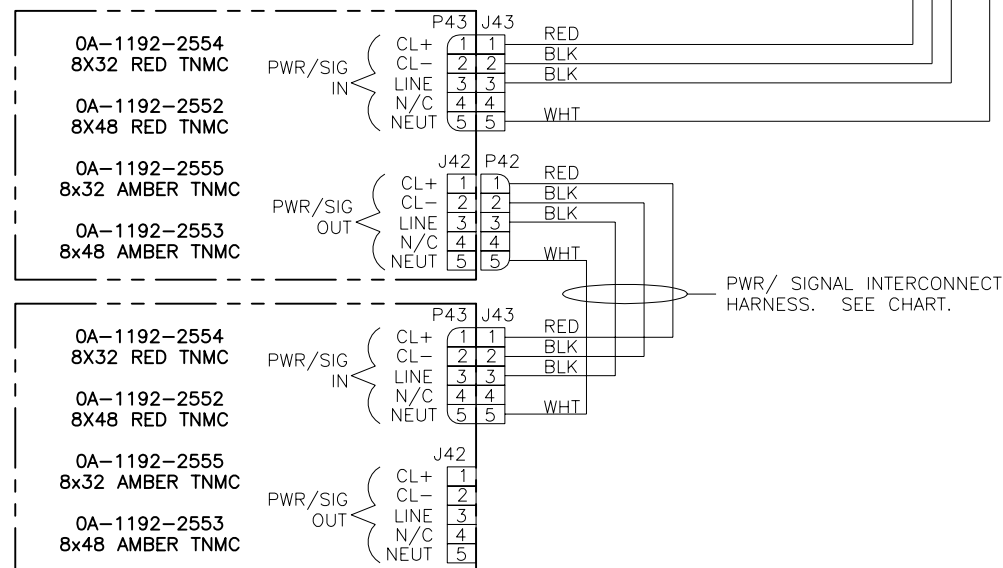 P43 J43
0A-1192-2554
8X32 RED TNMC
0A-1192-2552
8X48 RED TNMC
0A-1192-2555
8x32 AMBER TNMC
0A-1192-2553
8x48 AMBER TNMC
PWR/SIG
IN
CL+ 1 1 RED
CL- 2 2 BLK
LINE 3 3 BLK
N/C 4 4
NEUT 5 5 WHT
J42 P42
PWR/SIG
OUT
CL+ 1 1 RED
CL- 2 2 BLK
LINE 3 3 BLK
N/C 4 4
NEUT 5 5 WHT
PWR/ SIGNAL INTERCONNECT
HARNESS. SEE CHART.
P43 J43
0A-1192-2554
8X32 RED TNMC
0A-1192-2552
8X48 RED TNMC
0A-1192-2555
8x32 AMBER TNMC
0A-1192-2553
8x48 AMBER TNMC
PWR/SIG
IN
CL+ 1 1 RED
CL- 2 2 BLK
LINE 3 3 BLK
N/C 4 4
NEUT 5 5 WHT
J42
PWR/SIG
OUT
CL+ 1
CL- 2
LINE 3
N/C 4
NEUT 5